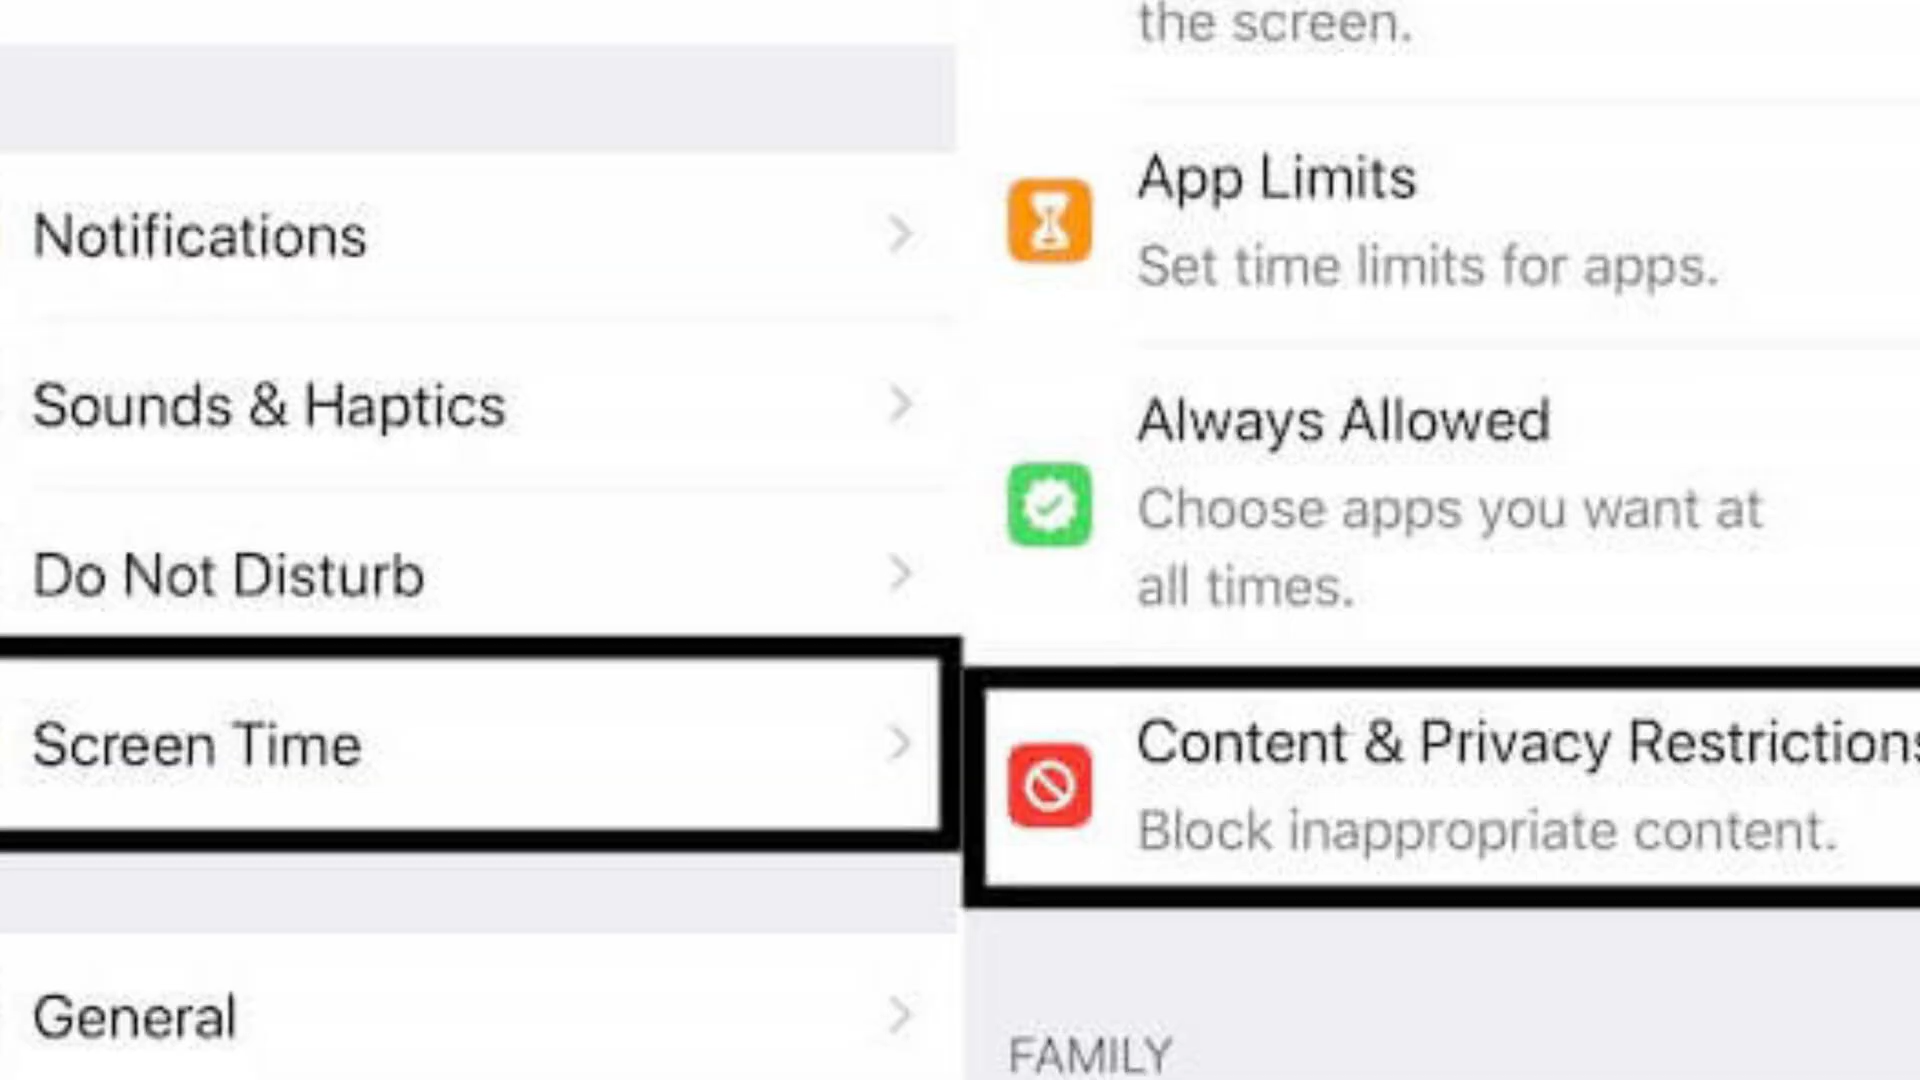 Notifications
Sounds & Haptics
Do Not Disturb
Screen Time
General
the screen.
App Limits
Set time limits for apps.
Always Allowed
Choose apps you want at
all times.
Content & Privacy Restrictions
Block inappropriate content.
FAMILY